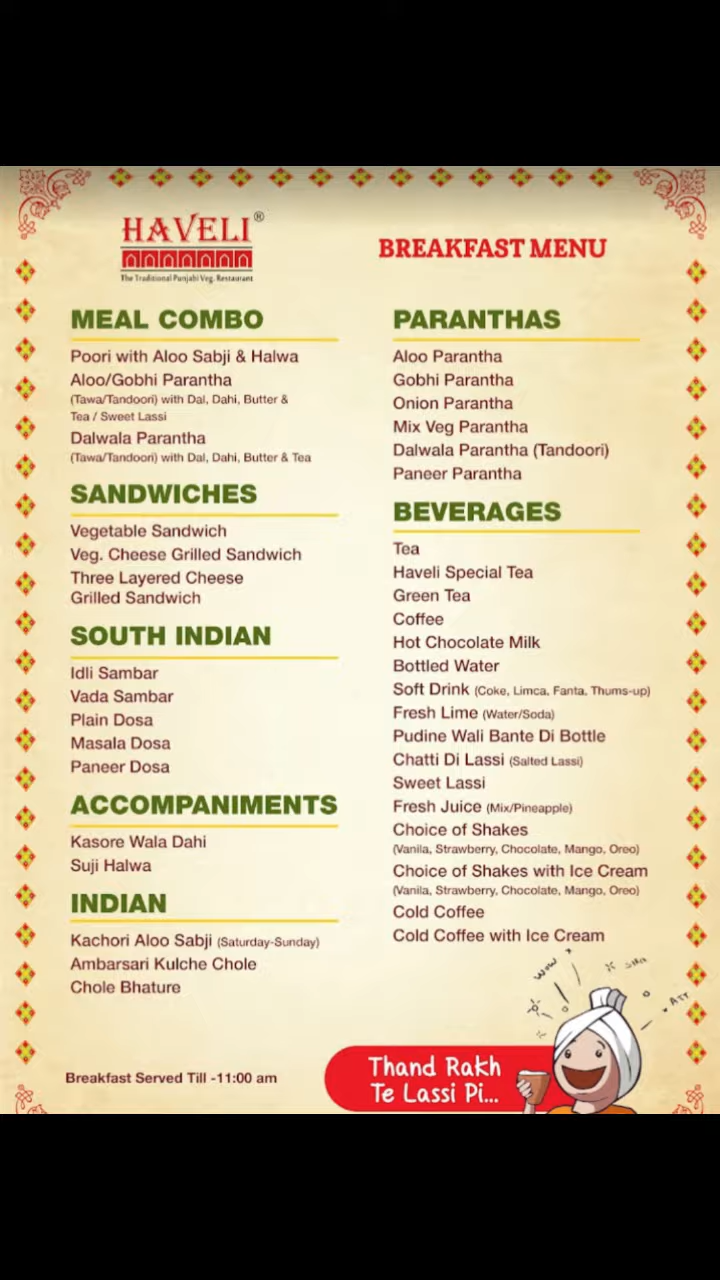 HAVELI®
The Traditional Punjabi Veg. Restaurant
BREAKFAST MENU
MEAL COMBO
Poori with Aloo Sabji & Halwa
Aloo/Gobhi Parantha
(Tawa/Tandoori) with Dal, Dahi, Butter &
Tea / Sweet Lassi
Dalwala Parantha
(Tawa/Tandoori) with Dal, Dahi, Butter & Tea
SANDWICHES
Vegetable Sandwich
Veg. Cheese Grilled Sandwich
Three Layered Cheese
Grilled Sandwich
SOUTH INDIAN
Idli Sambar
Vada Sambar
Plain Dosa
Masala Dosa
Paneer Dosa
ACCOMPANIMENTS
Kasore Wala Dahi
Suji Halwa
INDIAN
Kachori Aloo Sabji (Saturday-Sunday)
Ambarsari Kulche Chole
Chole Bhature
Breakfast Served Till -11:00 am
PARANTHAS
Aloo Parantha
Gobhi Parantha
Onion Parantha
Mix Veg Parantha
Dalwala Parantha (Tandoori)
Paneer Parantha
BEVERAGES
Tea
Haveli Special Tea
Green Tea
Coffee
Hot Chocolate Milk
Bottled Water
Soft Drink (Coke, Limca, Fanta, Thums-up)
Fresh Lime (Water/Soda)
Pudine Wali Bante Di Bottle
Chatti Di Lassi (Salted Lassi)
Sweet Lassi
Fresh Juice (Mix/Pineapple)
Choice of Shakes
(Vanila, Strawberry, Chocolate, Mango, Oreo)
Choice of Shakes with Ice Cream
(Vanila, Strawberry, Chocolate, Mango, Oreo)
Cold Coffee
Cold Coffee with Ice Cream
WOW
Thand Rakh
Te Lassi Pi...